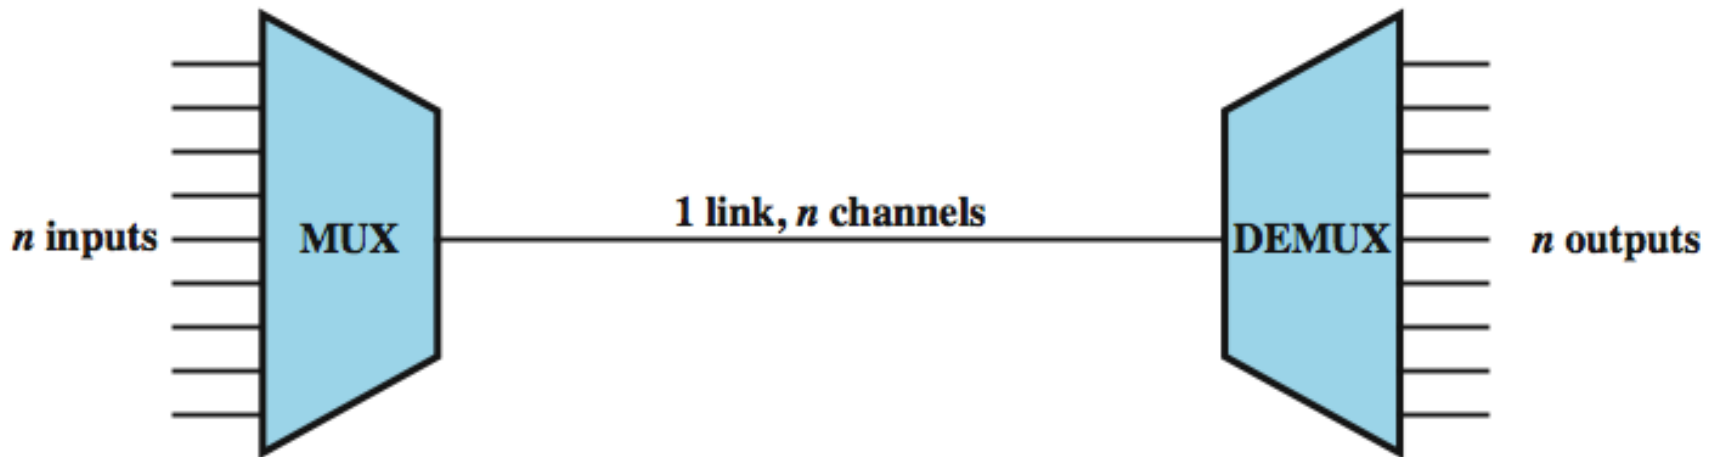 n inputs
MUX
1 link, n channels
DEMUX
n outputs